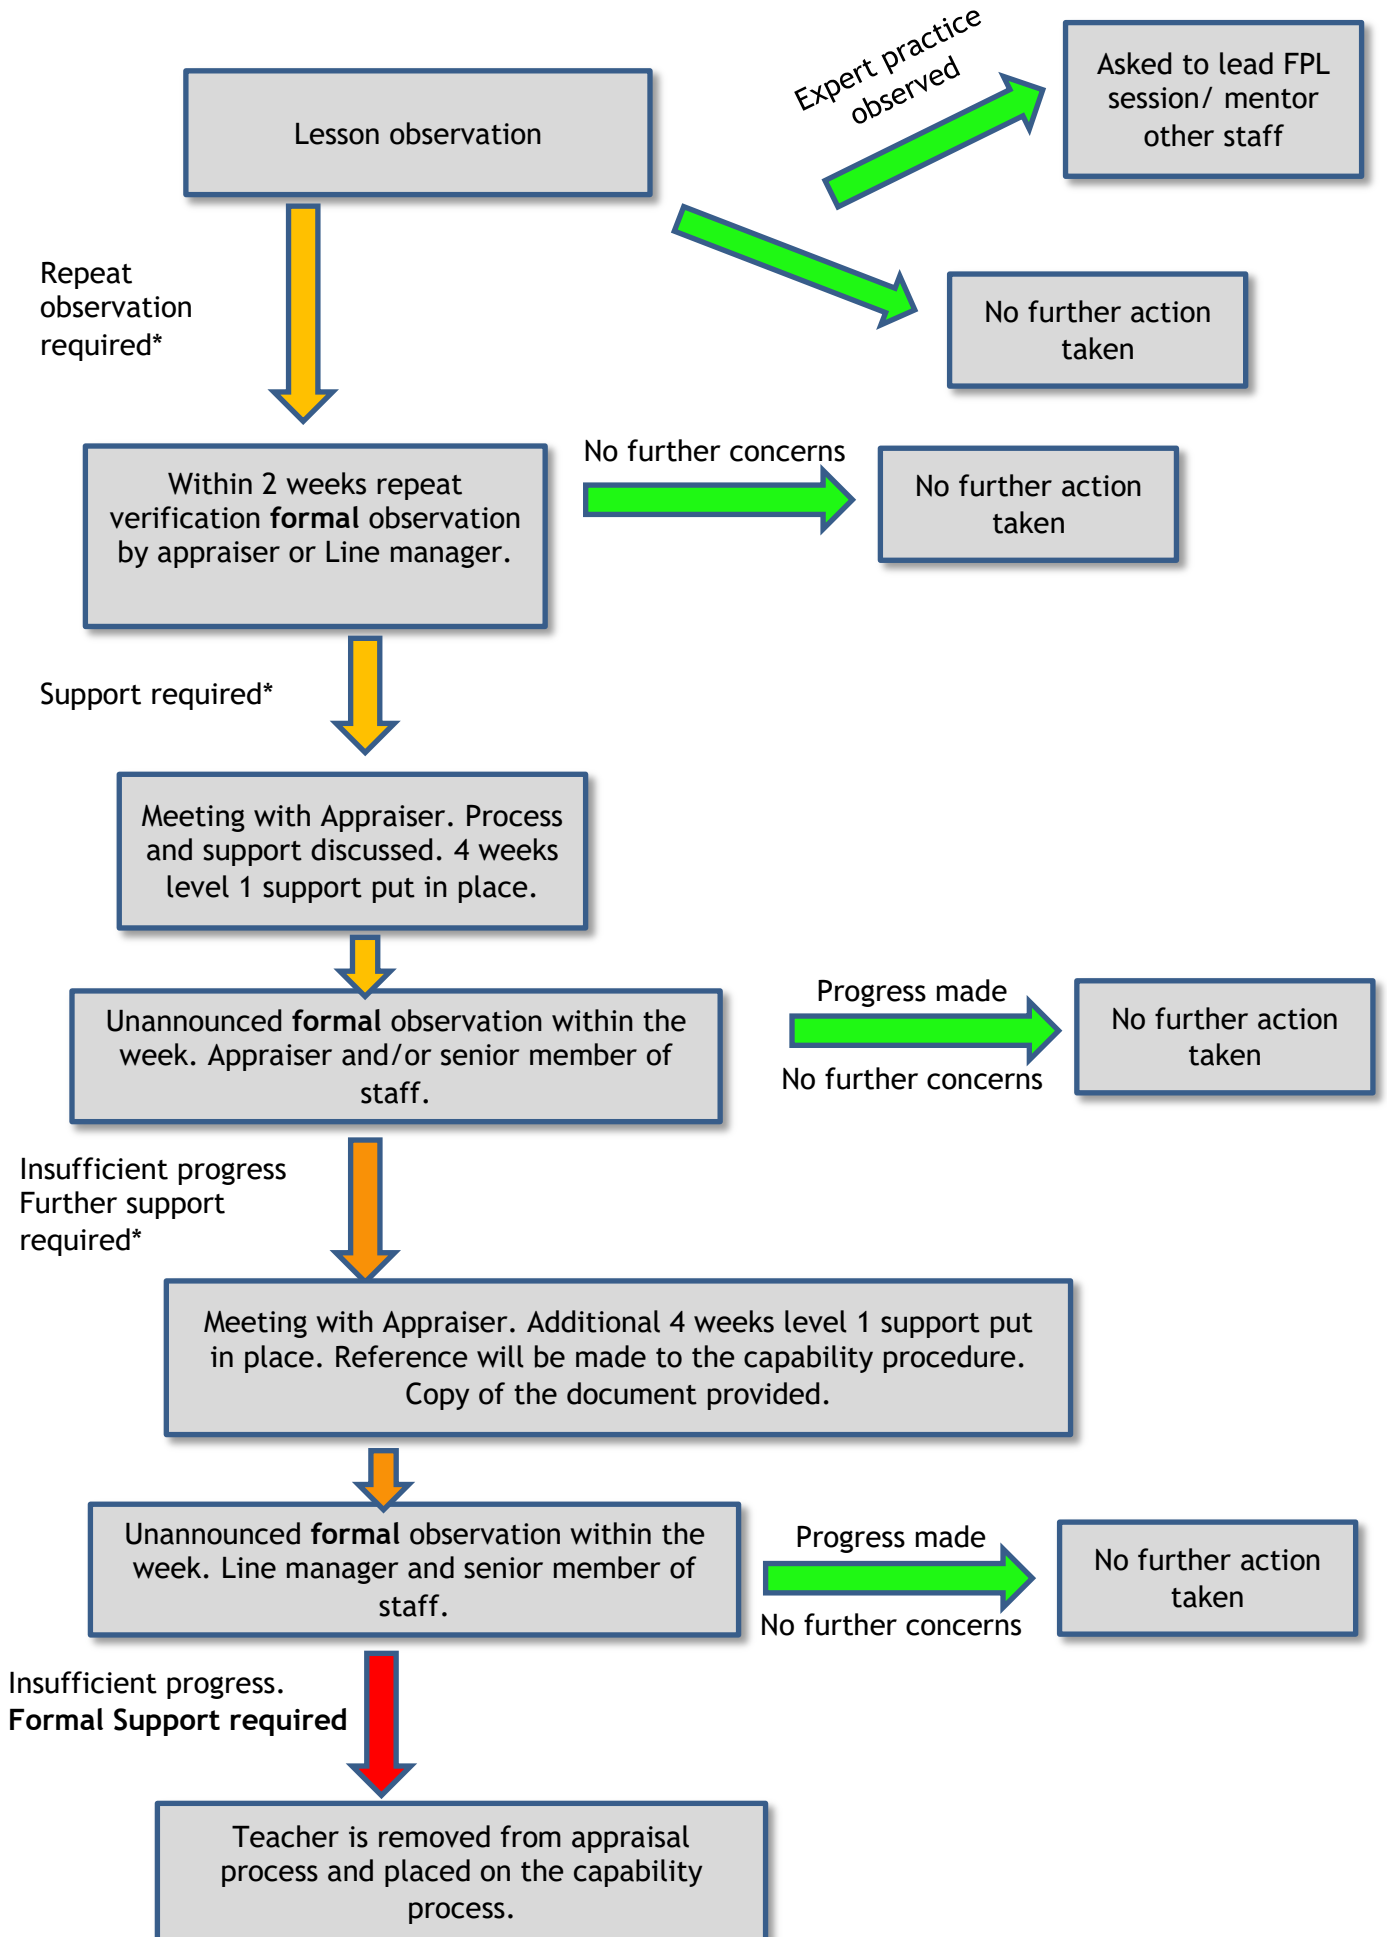 Expert practice
observed
Asked to lead FPL
session/ mentor
other staff
Lesson observation
Repeat
observation
required*
No further action
taken
Within 2 weeks repeat
verification formal observation
by appraiser or Line manager.
No further concerns
No further action
taken
Support required*
Meeting with Appraiser. Process
and support discussed. 4 weeks
level 1 support put in place.
Unannounced formal observation within the
week. Appraiser and/or senior member of
staff.
Progress made
No further concerns
No further action
taken
Insufficient progress
Further support
required*
Meeting with Appraiser. Additional 4 weeks level 1 support put
in place. Reference will be made to the capability procedure.
Copy of the document provided.
Unannounced formal observation within the
week. Line manager and senior member of
staff.
Progress made
No further concerns
No further action
taken
Insufficient progress.
Formal Support required
Teacher is removed from appraisal
process and placed on the capability
process.